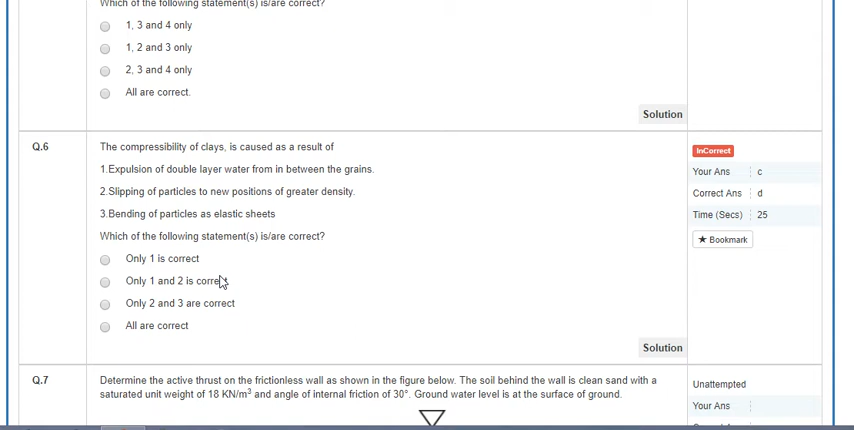 Which of the following statement(s) is/are correct?
1, 3 and 4 only
1, 2 and 3 only
2, 3 and 4 only
All are correct.
Solution
Q.6
The compressibility of clays, is caused as a result of
1.Expulsion of double layer water from in between the grains.
2.Slipping of particles to new positions of greater density.
3.Bending of particles as elastic sheets
Which of the following statement(s) is/are correct?
Only 1 is correct
Only 1 and 2 is correct
Only 2 and 3 are correct
All are correct
Solution
InCorrect
Your Ans c
Correct Ans d
Time (Secs) 25
★ Bookmark
Q.7
Determine the active thrust on the frictionless wall as shown in the figure below. The soil behind the wall is clean sand with a
saturated unit weight of 18 KN/m³ and angle of internal friction of 30°. Ground water level is at the surface of ground.
Unattempted
Your Ans